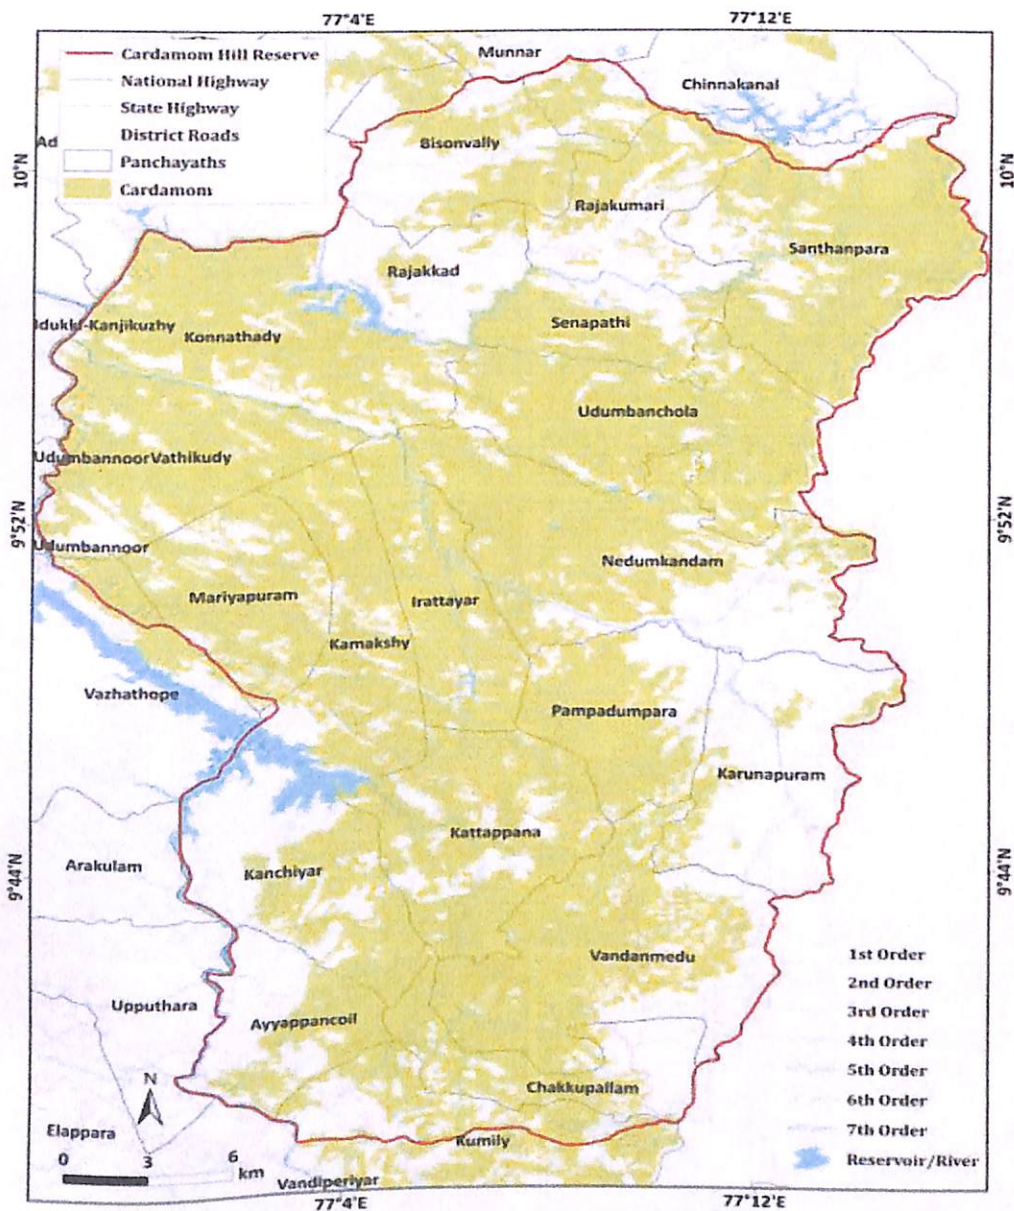 77°4'E
77°12'E
Cardamom Hill Reserve
National Highway
State Highway
District Roads
Panchayaths
Cardamom
Munnar
Chinnakanal
Ad
Bisonvally
10°N
10°N
Rajakumari
Santhanpara
Rajakkad
Idukki-Kanjikuzhy
Konnathady
Senapathi
Udumbanchola
Udumbannoor
Vathikudy
9°52'N
9°52'N
Udumbannoor
Nedumkandam
Mariyapuram
Irattayar
Kamakshy
Vazhathope
Pampadumpara
Karunapuram
Kattappana
Arakulam
Kanchiyar
9°44'N
9°44'N
Vandanmedu
1st Order
2nd Order
3rd Order
4th Order
5th Order
6th Order
7th Order
Reservoir/River
Upputhara
Ayyappancoil
Chakkupallam
N
Elappara
Kumily
0 3 6
km
Vandiperiyar
77°4'E
77°12'E